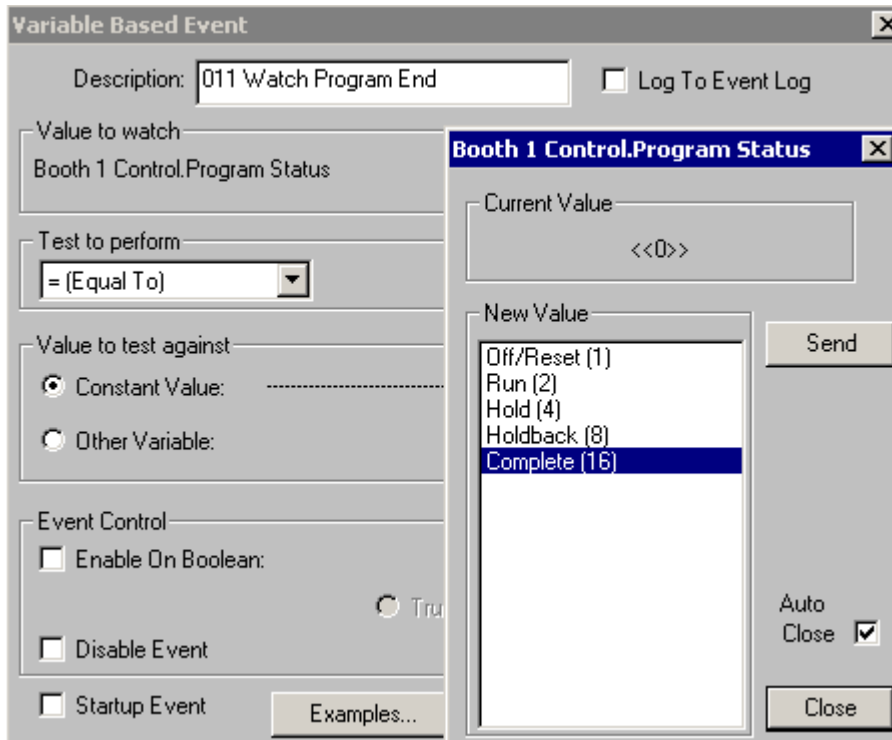 Variable Based Event
Description: 011 Watch Program End
Log To Event Log
Value to watch
Booth 1 Control.Program Status
Test to perform
= (Equal To)
Value to test against
Constant Value:
Other Variable:
Event Control
Enable On Boolean:
Tru
Disable Event
Startup Event
Examples...
Booth 1 Control.Program Status
Current Value
<<0>>
New Value
Off/Reset (1)
Run (2)
Hold (4)
Holdback (8)
Complete (16)
Send
Auto
Close
Close